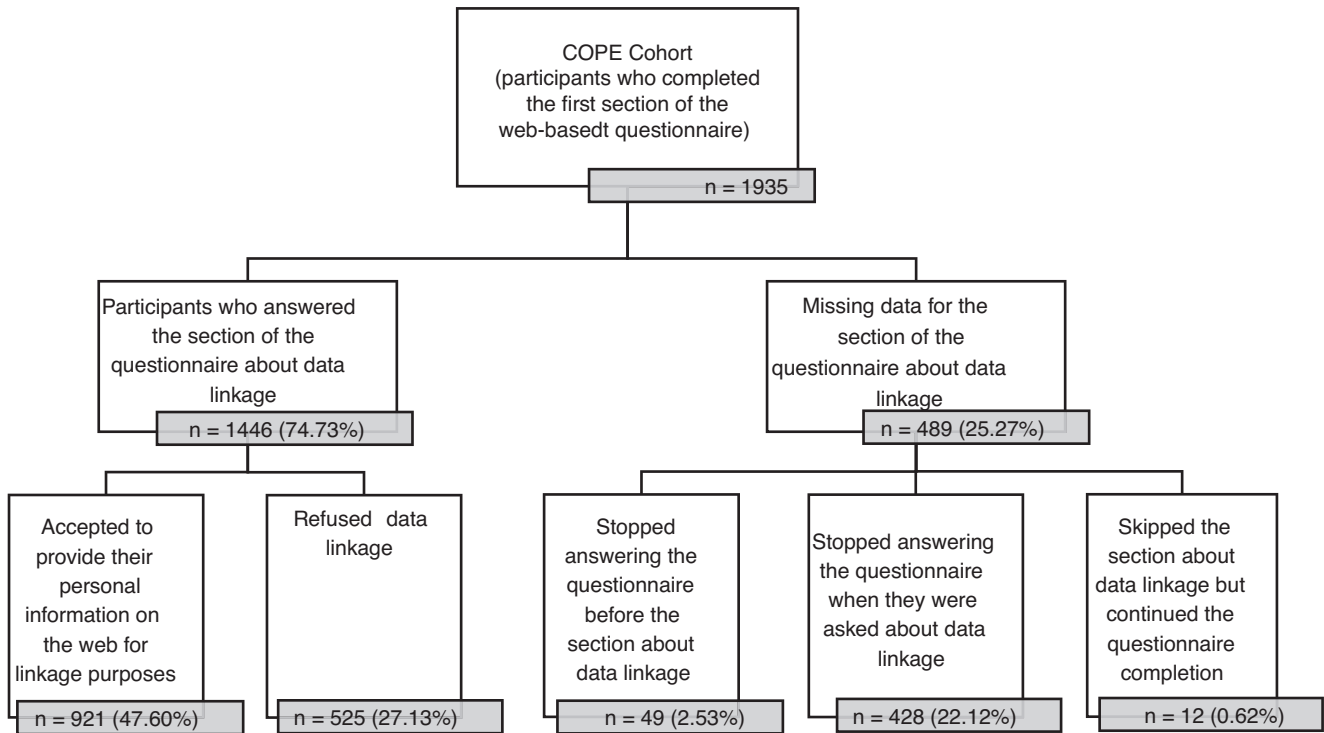 COPE Cohort
(participants who completed
the first section of the
web-basedt questionnaire)
n = 1935
Participants who answered
the section of the
questionnaire about data
linkage
n = 1446 (74.73%)
Missing data for the
section of the
questionnaire about data
linkage
n = 489 (25.27%)
Accepted to
provide their
personal
information on
the web for
linkage purposes
n = 921 (47.60%)
Refused data
linkage
n = 525 (27.13%)
Stopped
answering the
questionnaire
before the
section about
data linkage
n = 49 (2.53%)
Stopped answering
the questionnaire
when they were
asked about data
linkage
n = 428 (22.12%)
Skipped the
section about
data linkage but
continued the
questionnaire
completion
n = 12 (0.62%)